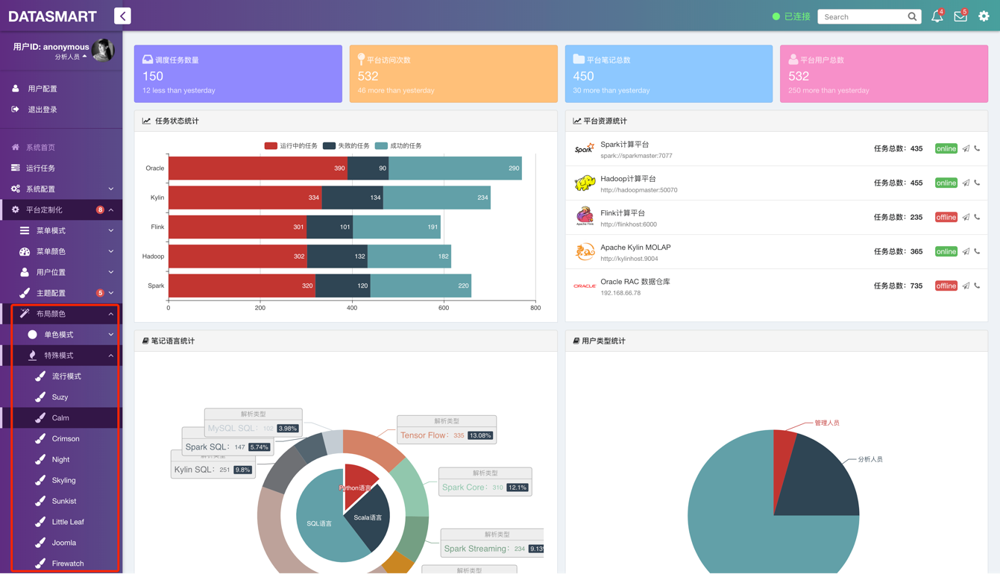 DATASMART
已连接
Search
4
5
用户ID: anonymous
分析人员
用户配置
退出登录
系统首页
运行任务
系统配置
平台定制化
8
菜单模式
菜单颜色
用户位置
主题配置
5
布局颜色
单色模式
特殊模式
流行模式
Suzy
Calm
Crimson
Night
Skyling
Sunkist
Little Leaf
Joomla
Firewatch
调度任务数量
150
12 less than yesterday
平台访问次数
532
46 more than yesterday
平台笔记总数
450
30 more than yesterday
平台用户总数
532
250 more than yesterday
任务状态统计
运行中的任务 失败的任务 成功的任务
Oracle 390 90 290
Kylin 334 134 234
Flink 301 101 191
Hadoop 302 132 182
Spark 320 120 220
0 200 400 600 800
平台资源统计
Spark
Spark计算平台
spark://sparkmaster:7077
任务总数：435 online
Hadoop计算平台
http://hadoopmaster:50070
任务总数：455 online
Apache Flink
Flink计算平台
http://flinkhost:6000
任务总数：235 offline
Apache Kylin MOLAP
http://kylinhost.9004
任务总数：365 online
ORACLE
Oracle RAC 数据仓库
192.168.66.78
任务总数：735 offline
笔记语言统计
解析类型
MySQL SQL： 102 3.98%
Spark SQL： 147 5.74%
解析类型
Kylin SQL： 251 9.8%
解析类型
Tensor Flow： 335 13.08%
解析类型
Spark Core： 310 12.1%
解析类型
Spark Streaming： 234 9.13%
解析类型
Python语言
Scala语言
SQL语言
用户类型统计
管理人员
分析人员